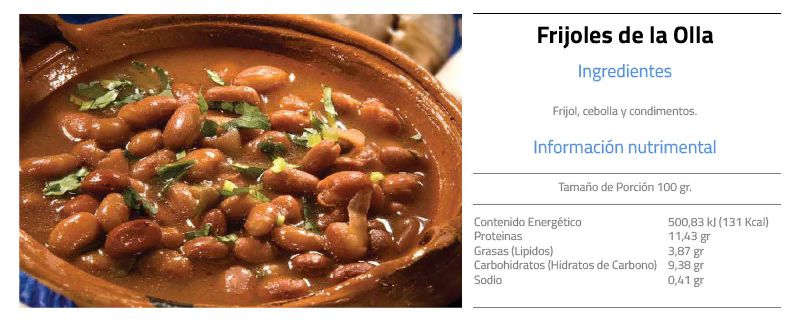 Frijoles de la Olla
Ingredientes
Frijol, cebolla y condimentos.
Información nutrimental
Tamaño de Porción 100 gr.
Contenido Energético 500,83 kJ (131 Kcal)
Proteinas 11,43 gr
Grasas (Lipidos) 3,87 gr
Carbohidratos (Hidratos de Carbono) 9,38 gr
Sodio 0,41 gr